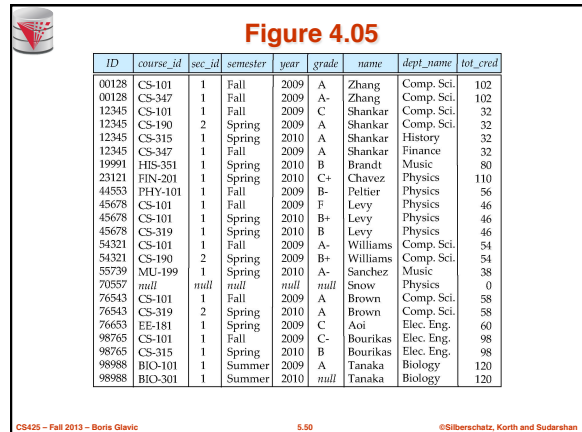 Figure 4.05
ID course_id sec_id semester year grade name dept_name tot_cred
00128 CS-101 1 Fall 2009 A Zhang Comp. Sci. 102
00128 CS-347 1 Fall 2009 A- Zhang Comp. Sci. 102
12345 CS-101 1 Fall 2009 C Shankar Comp. Sci. 32
12345 CS-190 2 Spring 2009 A Shankar Comp. Sci. 32
12345 CS-315 1 Spring 2010 A Shankar History 32
12345 CS-347 1 Fall 2009 A Shankar Finance 32
19991 HIS-351 1 Spring 2010 B Brandt Music 80
23121 FIN-201 1 Spring 2010 C+ Chavez Physics 110
44553 PHY-101 1 Fall 2009 B- Peltier Physics 56
45678 CS-101 1 Fall 2009 F Levy Physics 46
45678 CS-101 1 Spring 2010 B+ Levy Physics 46
45678 CS-319 1 Spring 2010 B Levy Physics 46
54321 CS-101 1 Fall 2009 A- Williams Comp. Sci. 54
54321 CS-190 2 Spring 2009 B+ Williams Comp. Sci. 54
55739 MU-199 1 Spring 2010 A- Sanchez Music 38
70557 null null null null null Snow Physics 0
76543 CS-101 1 Fall 2009 A Brown Comp. Sci. 58
76543 CS-319 2 Spring 2010 A Brown Comp. Sci. 58
76653 EE-181 1 Spring 2009 C Aoi Elec. Eng. 60
98765 CS-101 1 Fall 2009 C- Bourikas Elec. Eng. 98
98765 CS-315 1 Spring 2010 B Bourikas Elec. Eng. 98
98988 BIO-101 1 Summer 2009 A Tanaka Biology 120
98988 BIO-301 1 Summer 2010 null Tanaka Biology 120
CS425 – Fall 2013 – Boris Glavic 5.50 ©Silberschatz, Korth and Sudarshan